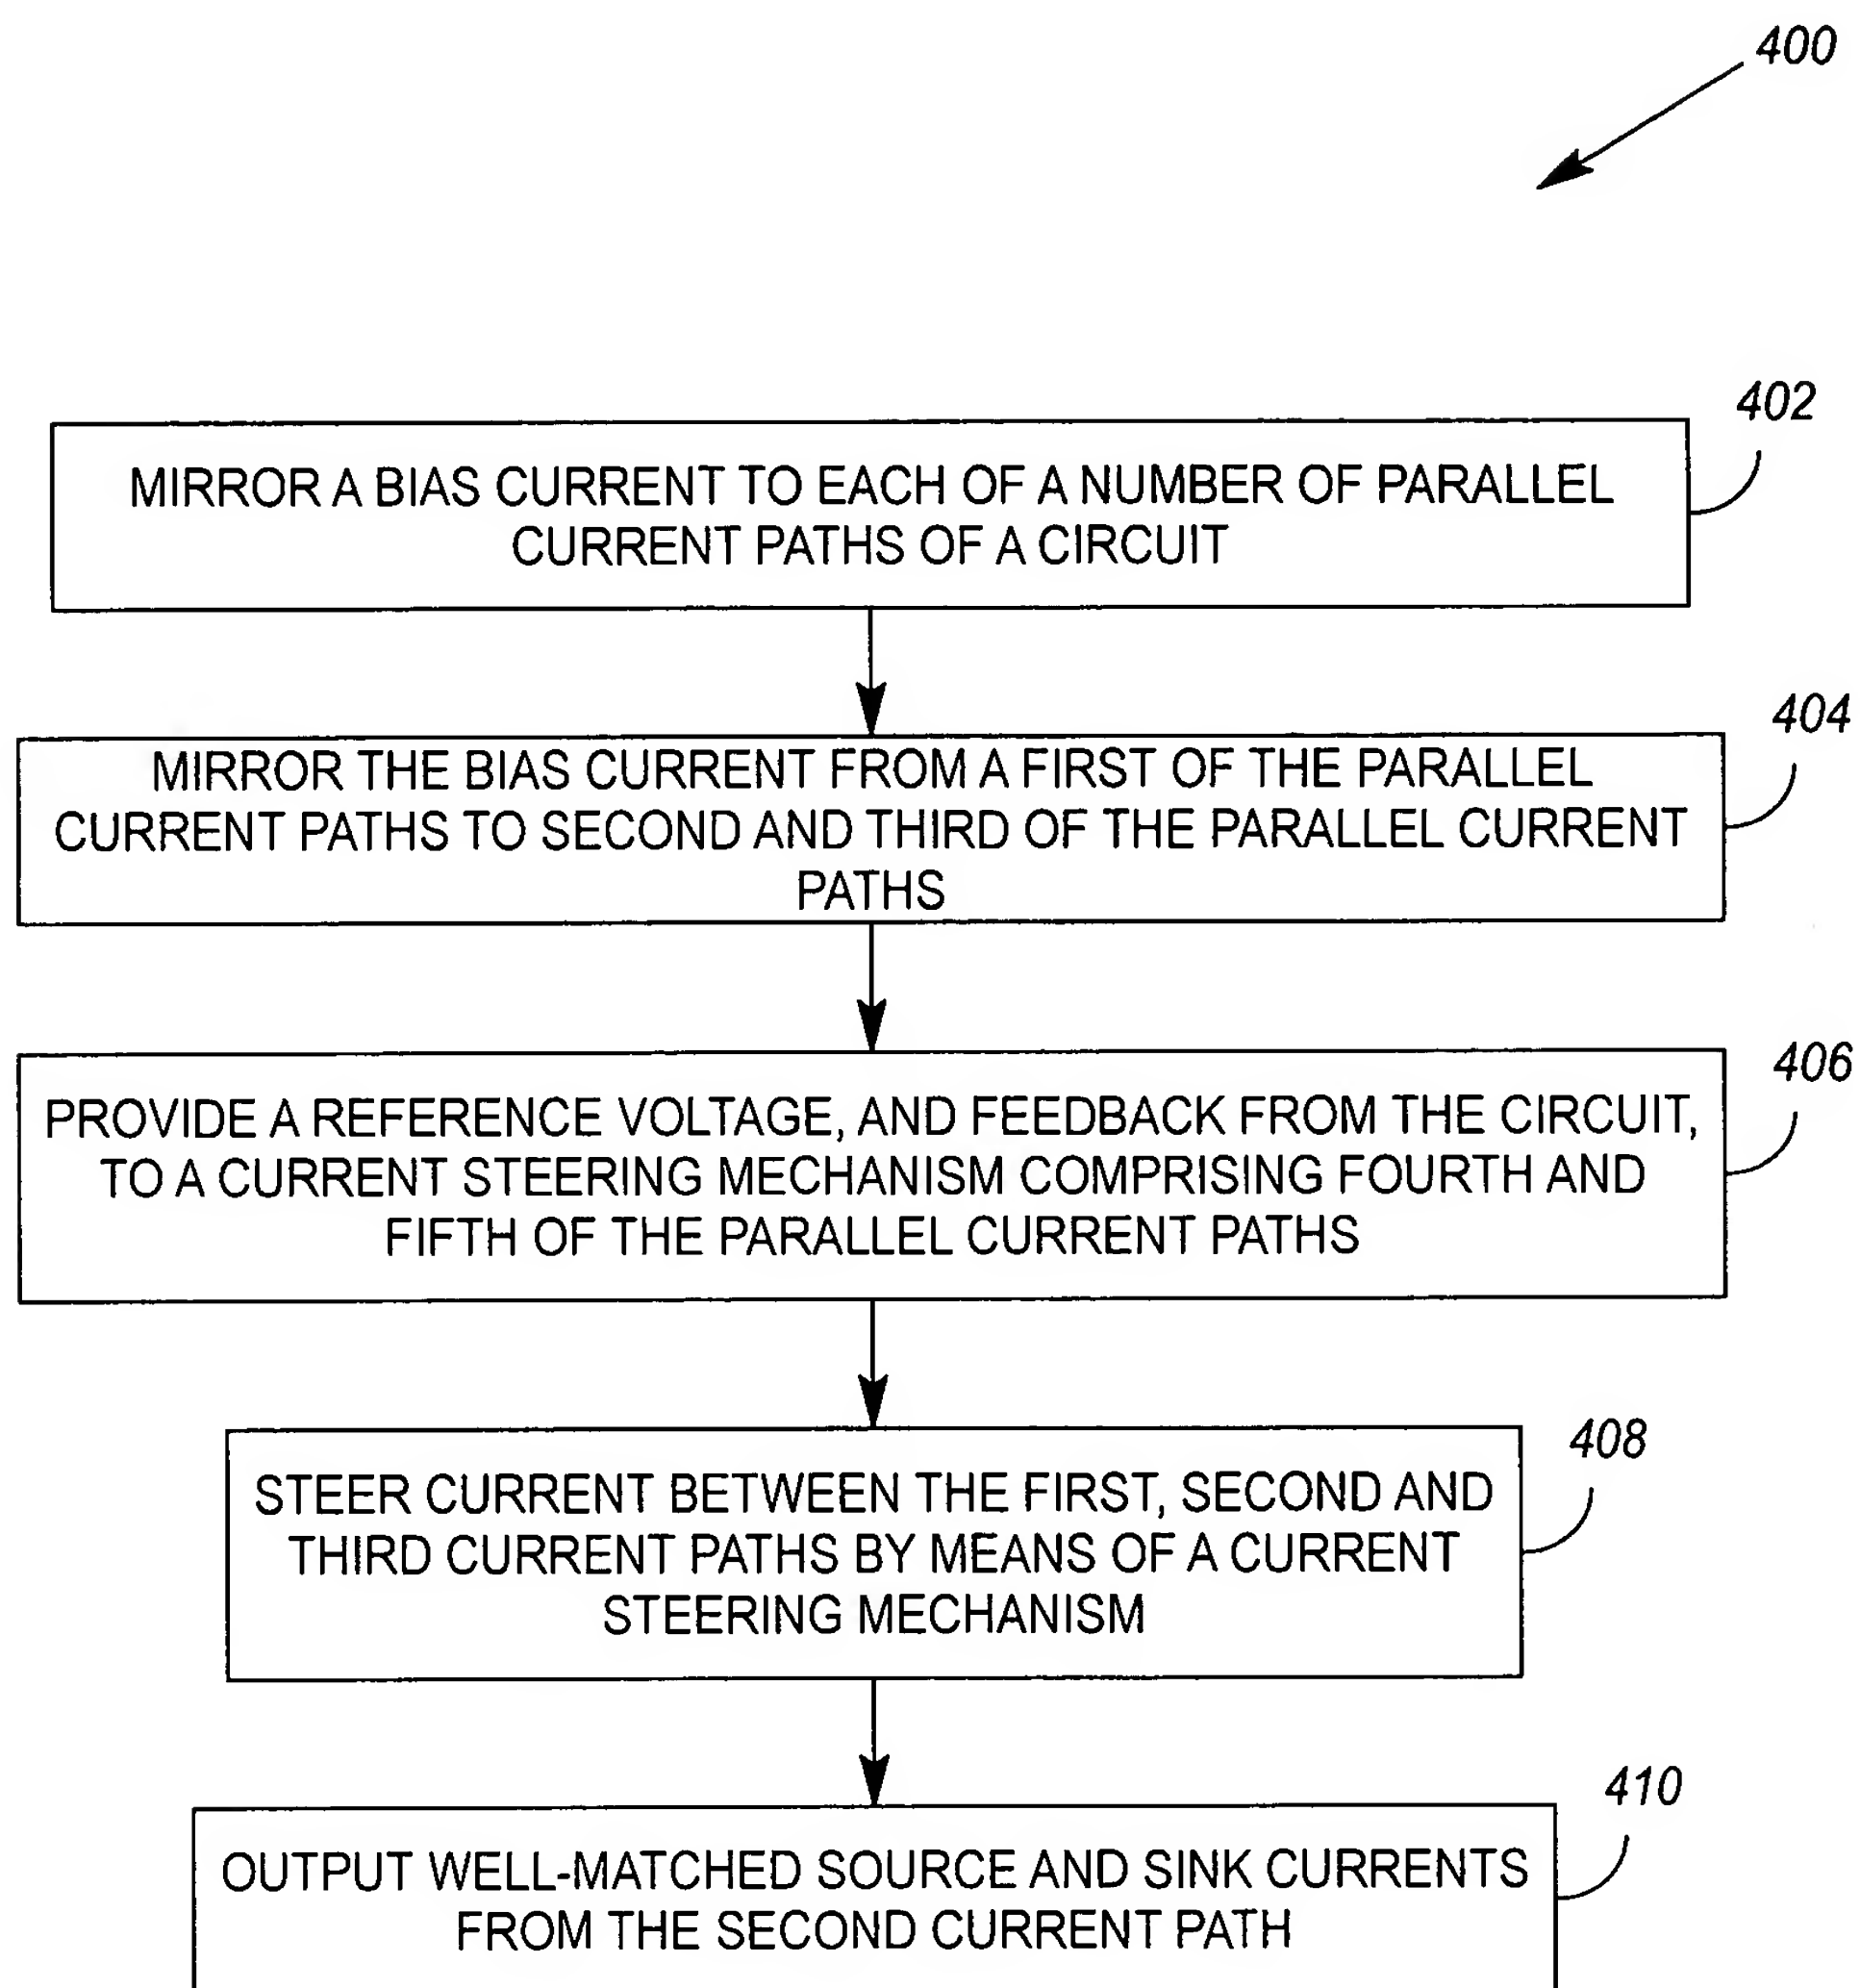 400
402
MIRROR A BIAS CURRENT TO EACH OF A NUMBER OF PARALLEL
CURRENT PATHS OF A CIRCUIT
404
MIRROR THE BIAS CURRENT FROM A FIRST OF THE PARALLEL
CURRENT PATHS TO SECOND AND THIRD OF THE PARALLEL CURRENT
PATHS
406
PROVIDE A REFERENCE VOLTAGE, AND FEEDBACK FROM THE CIRCUIT,
TO A CURRENT STEERING MECHANISM COMPRISING FOURTH AND
FIFTH OF THE PARALLEL CURRENT PATHS
408
STEER CURRENT BETWEEN THE FIRST, SECOND AND
THIRD CURRENT PATHS BY MEANS OF A CURRENT
STEERING MECHANISM
410
OUTPUT WELL-MATCHED SOURCE AND SINK CURRENTS
FROM THE SECOND CURRENT PATH